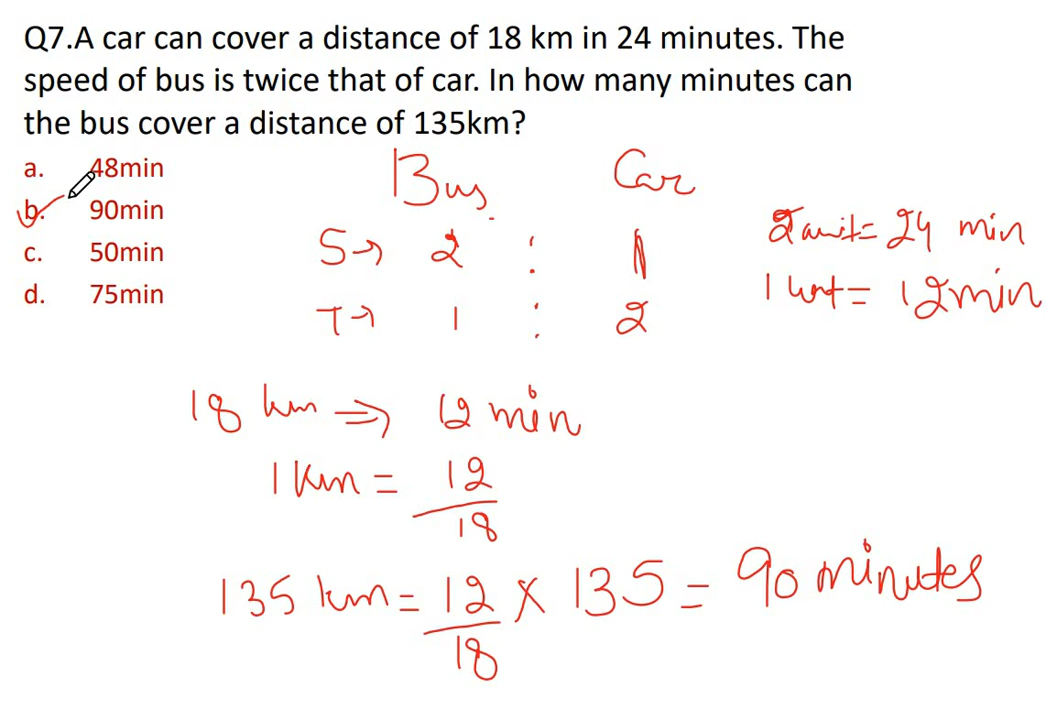 Q7.A car can cover a distance of 18 km in 24 minutes. The
speed of bus is twice that of car. In how many minutes can
the bus cover a distance of 135km?
a. 48min
b. 90min
c. 50min
d. 75min
Bus Car
S→ 2 : 1
T→ 1 : 2
2 unit = 24 min
1 unit = 12 min
18 km ⇒ 12 min
1 km = 12/18
135 km = 12/18 × 135 = 90 minutes